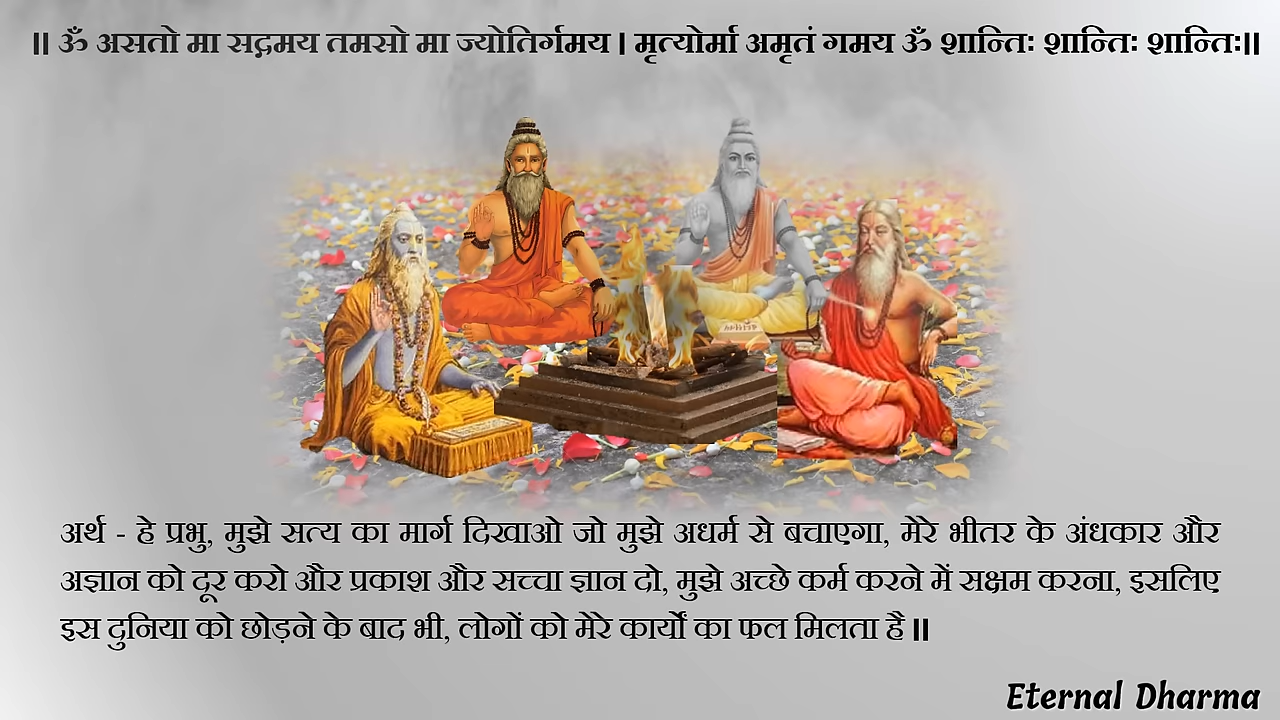 ॥ ॐ असतो मा सद्गमय तमसो मा ज्योतिर्गमय । मृत्योर्मा अमृतं गमय ॐ शान्तिः शान्तिः शान्तिः॥
अर्थ - हे प्रभु, मुझे सत्य का मार्ग दिखाओ जो मुझे अधर्म से बचाएगा, मेरे भीतर के अंधकार और
अज्ञान को दूर करो और प्रकाश और सच्चा ज्ञान दो, मुझे अच्छे कर्म करने में सक्षम करना, इसलिए
इस दुनिया को छोड़ने के बाद भी, लोगों को मेरे कार्यों का फल मिलता है ॥
Eternal Dharma